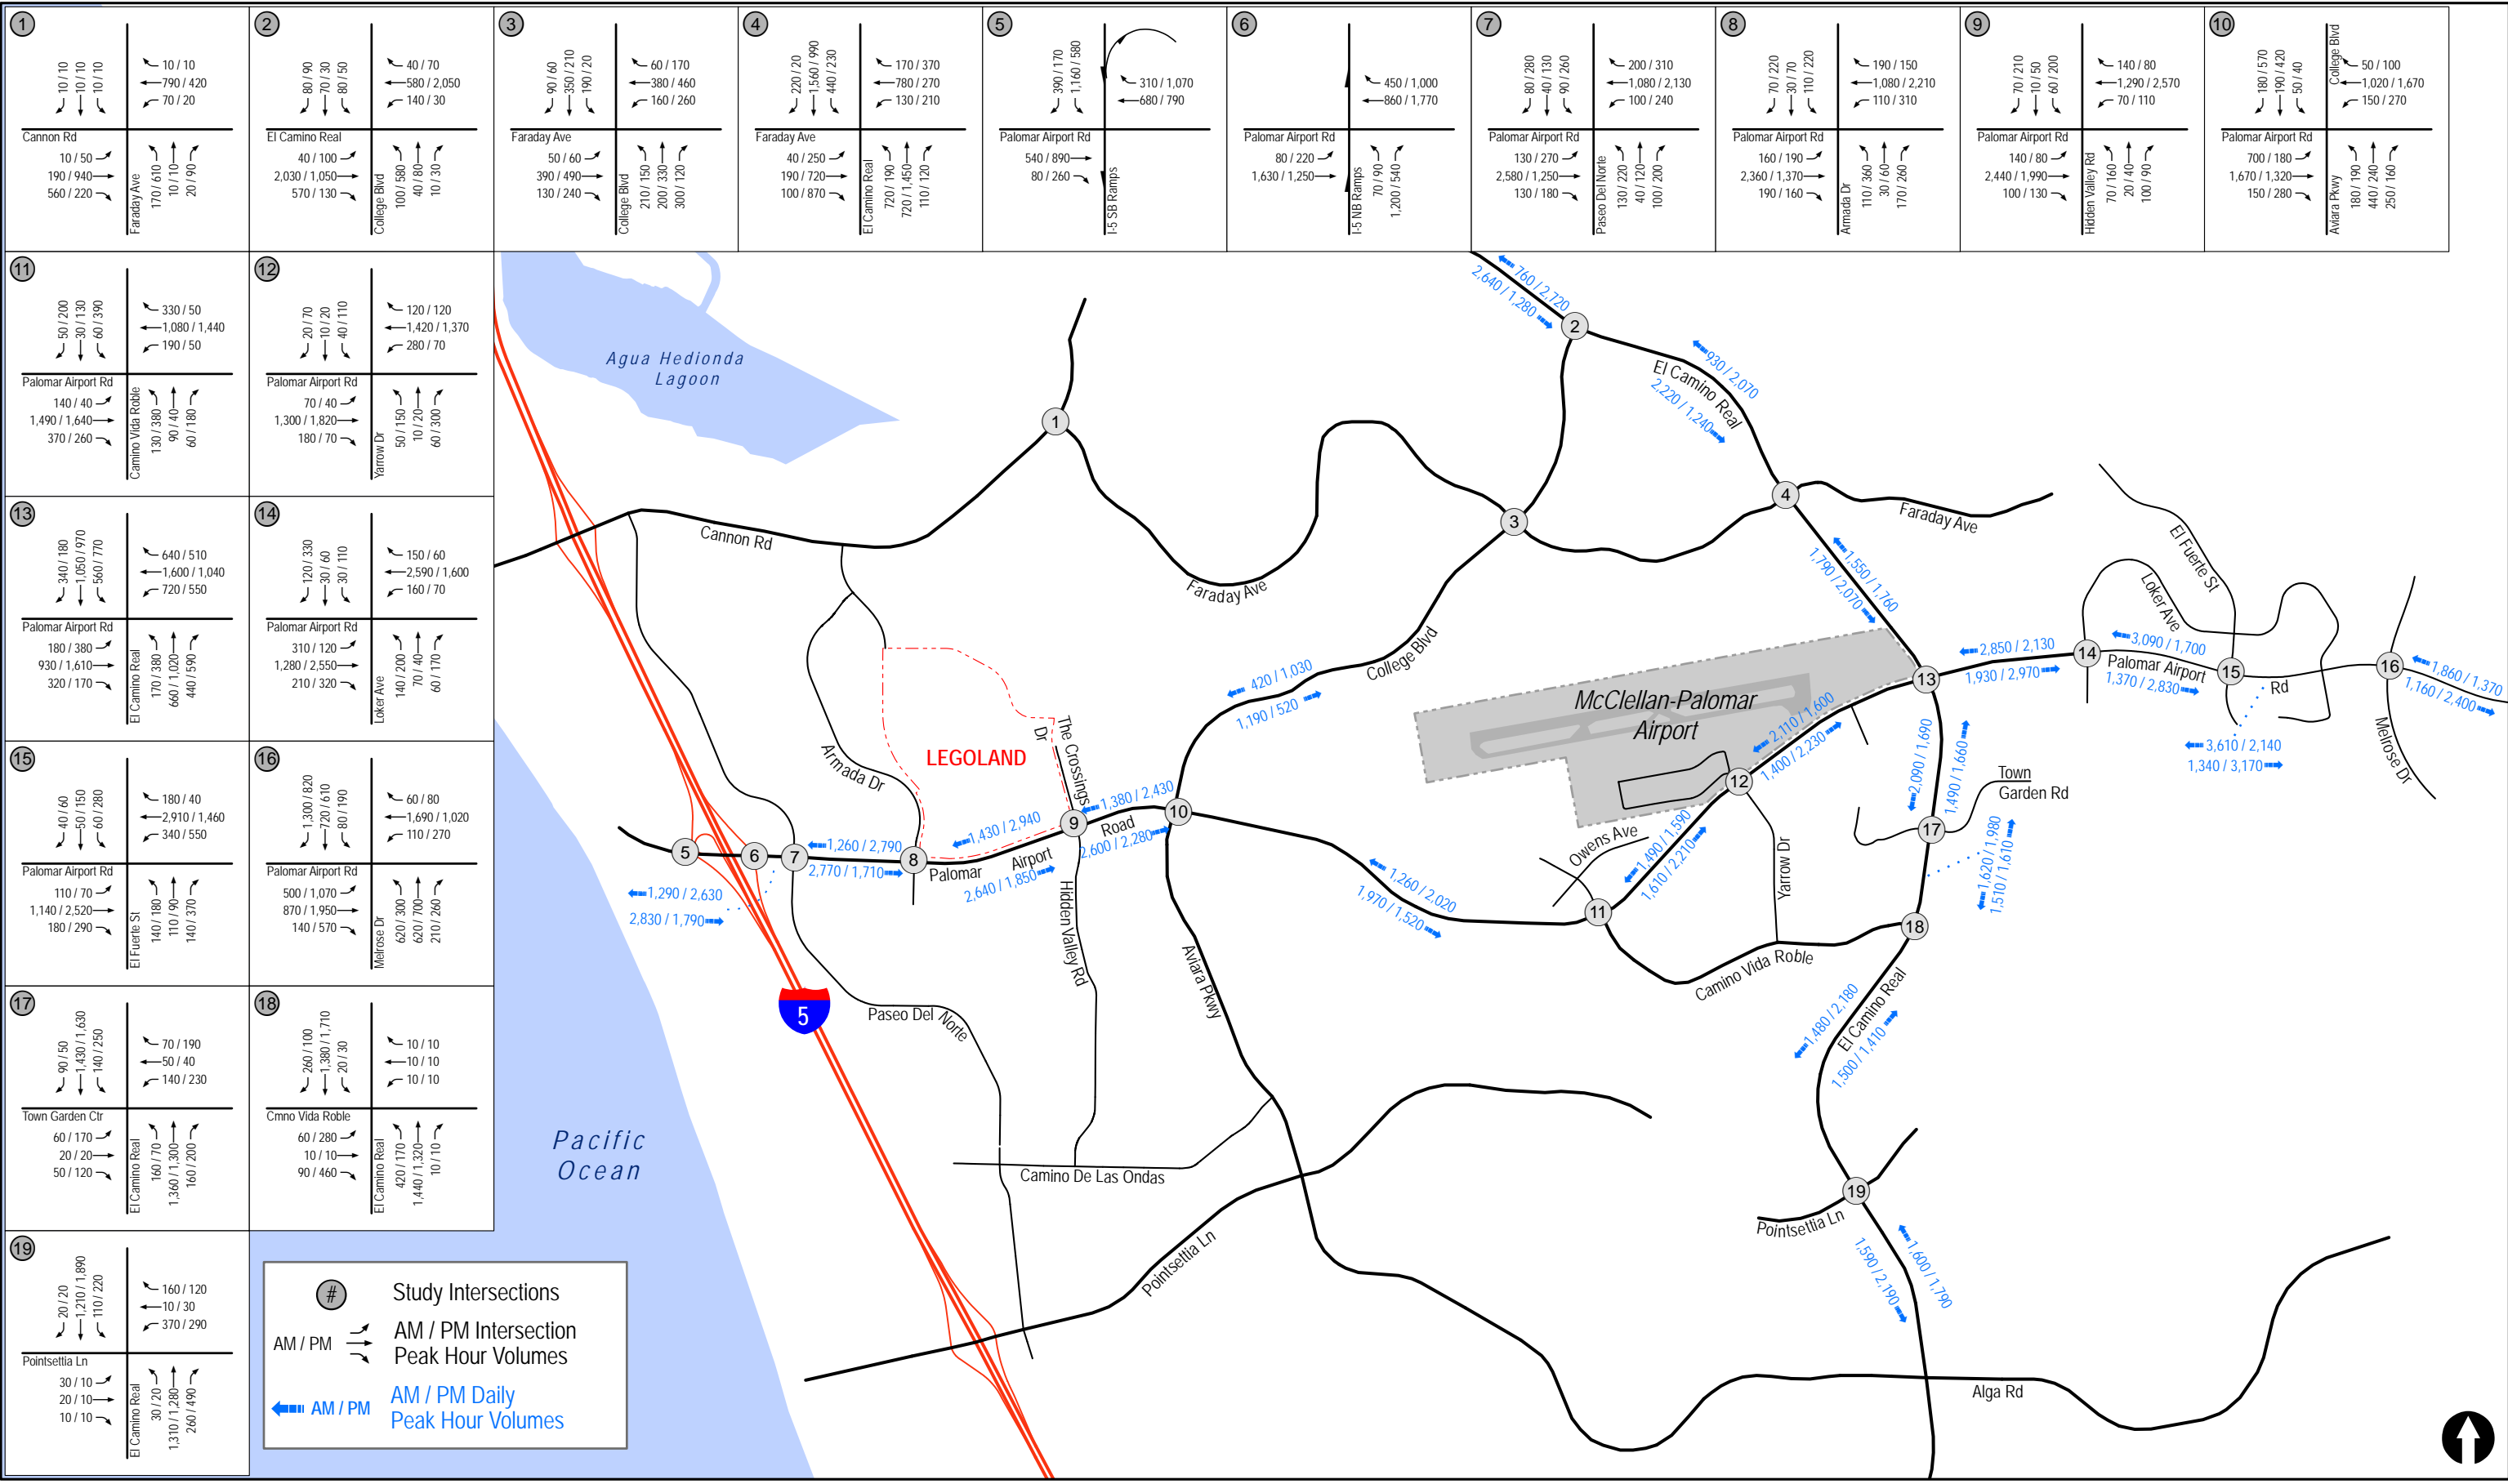 1
10 / 10
10 / 10
10 / 10
10 / 10
790 / 420
70 / 20
Cannon Rd
10 / 50
190 / 940
560 / 220
Faraday Ave
170 / 610
10 / 10
20 / 90
2
80 / 90
70 / 30
80 / 50
40 / 70
580 / 2,050
140 / 30
El Camino Real
40 / 100
2,030 / 1,050
570 / 130
College Blvd
100 / 580
40 / 80
10 / 30
3
90 / 60
350 / 210
190 / 20
60 / 170
380 / 460
160 / 260
Faraday Ave
50 / 60
390 / 490
130 / 240
College Blvd
210 / 150
200 / 330
300 / 120
4
220 / 20
1,560 / 990
440 / 230
170 / 370
780 / 270
130 / 210
Faraday Ave
40 / 250
190 / 720
100 / 870
El Camino Real
720 / 190
720 / 1,450
110 / 120
5
390 / 170
1,160 / 580
310 / 1,070
680 / 790
Palomar Airport Rd
540 / 890
80 / 260
I-5 SB Ramps
6
450 / 1,000
860 / 1,770
Palomar Airport Rd
80 / 220
1,630 / 1,250
I-5 NB Ramps
70 / 90
1,200 / 540
7
80 / 280
40 / 130
90 / 260
200 / 310
1,080 / 2,130
100 / 240
Palomar Airport Rd
130 / 270
2,580 / 1,250
130 / 180
Paseo Del Norte
130 / 220
40 / 120
100 / 200
8
70 / 220
30 / 70
110 / 220
190 / 150
1,080 / 2,210
110 / 310
Palomar Airport Rd
160 / 190
2,360 / 1,370
190 / 160
Armada Dr
110 / 360
30 / 60
170 / 260
9
70 / 210
10 / 50
60 / 200
140 / 80
1,290 / 2,570
70 / 110
Palomar Airport Rd
140 / 80
2,440 / 1,990
100 / 130
Hidden Valley Rd
70 / 160
20 / 40
100 / 90
10
180 / 570
190 / 420
50 / 40
College Blvd
50 / 100
1,020 / 1,670
150 / 270
Palomar Airport Rd
700 / 180
1,670 / 1,320
150 / 280
Aviara Pkwy
180 / 190
440 / 240
250 / 160
11
50 / 200
30 / 130
60 / 390
330 / 50
1,080 / 1,440
190 / 50
Palomar Airport Rd
140 / 40
1,490 / 1,640
370 / 260
Camino Vida Roble
130 / 380
90 / 40
60 / 180
12
20 / 70
10 / 20
40 / 110
120 / 120
1,420 / 1,370
280 / 70
Palomar Airport Rd
70 / 40
1,300 / 1,820
180 / 70
Yarrow Dr
50 / 150
10 / 20
60 / 300
13
340 / 180
1,050 / 970
560 / 770
640 / 510
1,600 / 1,040
720 / 550
Palomar Airport Rd
180 / 380
930 / 1,610
320 / 170
El Camino Real
170 / 380
660 / 1,020
440 / 590
14
120 / 330
30 / 60
30 / 110
150 / 60
2,590 / 1,600
160 / 70
Palomar Airport Rd
310 / 120
1,280 / 2,550
210 / 320
Loker Ave
140 / 200
70 / 40
60 / 170
15
40 / 60
50 / 150
60 / 280
180 / 40
2,910 / 1,460
340 / 550
Palomar Airport Rd
110 / 70
1,140 / 2,520
180 / 290
El Fuerte St
140 / 180
110 / 90
140 / 370
16
1,300 / 820
720 / 610
80 / 190
60 / 80
1,690 / 1,020
110 / 270
Palomar Airport Rd
500 / 1,070
870 / 1,950
140 / 570
Melrose Dr
620 / 300
620 / 700
210 / 260
17
90 / 50
1,430 / 1,630
140 / 250
70 / 190
50 / 40
140 / 230
Town Garden Ctr
60 / 170
20 / 20
50 / 120
El Camino Real
160 / 70
1,360 / 1,300
160 / 200
18
260 / 100
1,380 / 1,710
20 / 30
10 / 10
10 / 10
10 / 10
Cmno Vida Roble
60 / 280
10 / 10
90 / 460
El Camino Real
420 / 170
1,440 / 1,320
10 / 10
19
20 / 20
1,210 / 1,890
110 / 220
160 / 120
10 / 30
370 / 290
Pointsettia Ln
30 / 10
20 / 10
10 / 10
El Camino Real
30 / 20
1,310 / 1,280
260 / 490
Agua Hedionda
Lagoon
760 / 2,720
2,640 / 1,280
2
930 / 2,070
El Camino Real
2,220 / 1,240
1
3
4
Faraday Ave
Cannon Rd
Faraday Ave
1,550 / 1,760
1,790 / 2,070
El Fuerte St
Loker Ave
College Blvd
420 / 1,030
1,190 / 520
McClellan-Palomar
Airport
13
2,850 / 2,130
1,930 / 2,970
14
3,090 / 1,700
Palomar Airport
1,370 / 2,830
15
Rd
16
1,860 / 1,370
1,160 / 2,400
Melrose Dr
3,610 / 2,140
1,340 / 3,170
2,110 / 1,600
1,400 / 2,230
12
2,090 / 1,690
1,490 / 1,660
Town
Garden Rd
17
1,620 / 1,980
1,510 / 1,610
LEGOLAND
The Crossings
Dr
Armada Dr
5
6
7
1,260 / 2,790
2,770 / 1,710
8
Palomar
Airport
Road
1,430 / 2,940
2,640 / 1,850
9
1,380 / 2,430
2,600 / 2,280
10
1,290 / 2,630
2,830 / 1,790
Hidden Valley Rd
Aviara Pkwy
1,260 / 2,020
1,970 / 1,520
Owens Ave
1,490 / 1,590
1,610 / 2,210
11
Yarrow Dr
Camino Vida Roble
18
5
Paseo Del Norte
1,480 / 2,180
El Camino Real
1,500 / 1,410
Pacific
Ocean
Camino De Las Ondas
Pointsettia Ln
19
Pointsettia Ln
1,600 / 1,790
1,590 / 2,190
Alga Rd
#
Study Intersections
AM / PM
AM / PM Intersection
Peak Hour Volumes
AM / PM
AM / PM Daily
Peak Hour Volumes